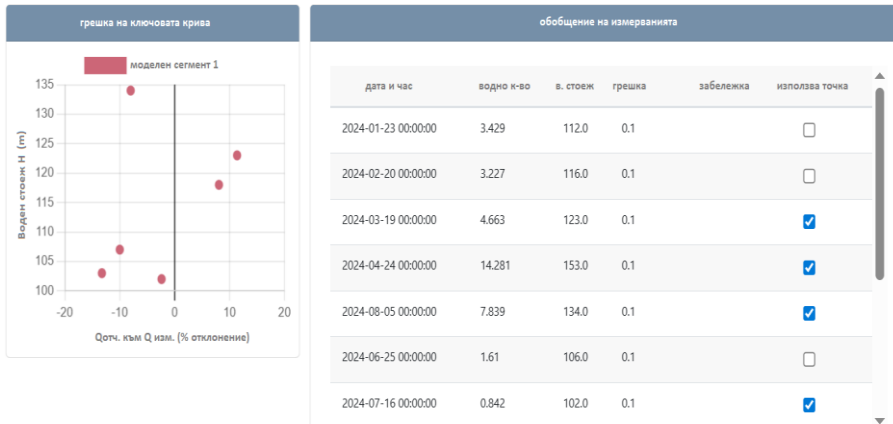 грешка на ключовата крива
моделен сегмент 1
135
130
125
120
115
110
105
100
Воден стоеж H (m)
-20 -10 0 10 20
Qотч. към Q изм. (% отклонение)
обобщение на измерванията
дата и час водно к-во в. стоеж грешка забележка използва точка
2024-01-23 00:00:00 3.429 112.0 0.1
2024-02-20 00:00:00 3.227 116.0 0.1
2024-03-19 00:00:00 4.663 123.0 0.1
2024-04-24 00:00:00 14.281 153.0 0.1
2024-08-05 00:00:00 7.839 134.0 0.1
2024-06-25 00:00:00 1.61 106.0 0.1
2024-07-16 00:00:00 0.842 102.0 0.1